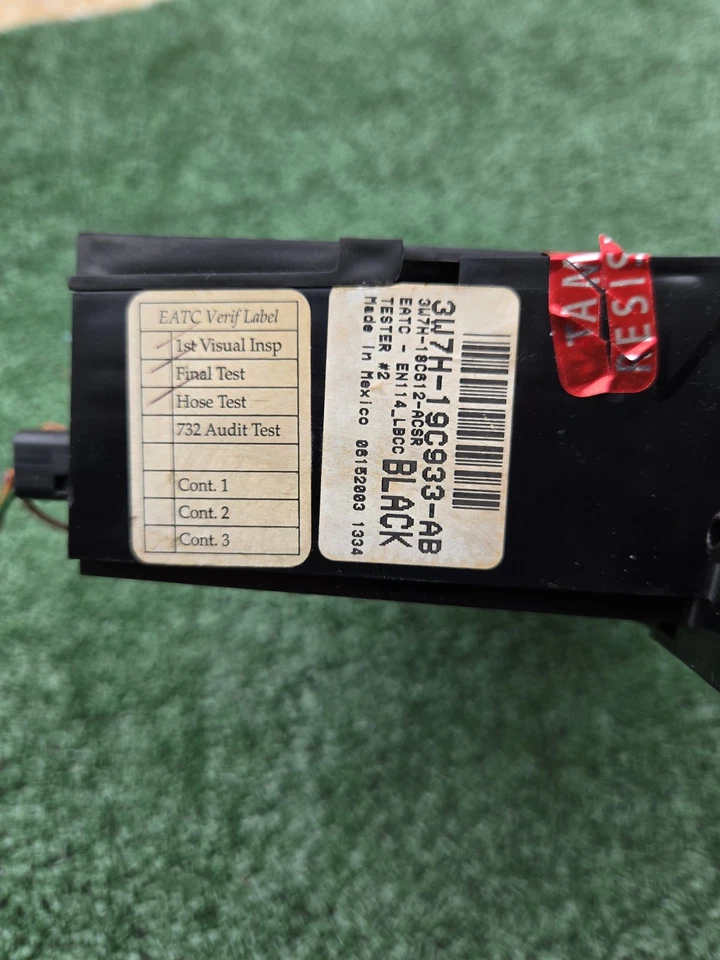 EATC Verif Label
1st Visual Insp
Final Test
Hose Test
732 Audit Test
Cont. 1
Cont. 2
Cont. 3
3W7H-19C933-AB
3W7H-18C612-ACSR
EATC - EN114_LBCC
TESTER #2 BLACK
Made in Mexico 06152003 1334